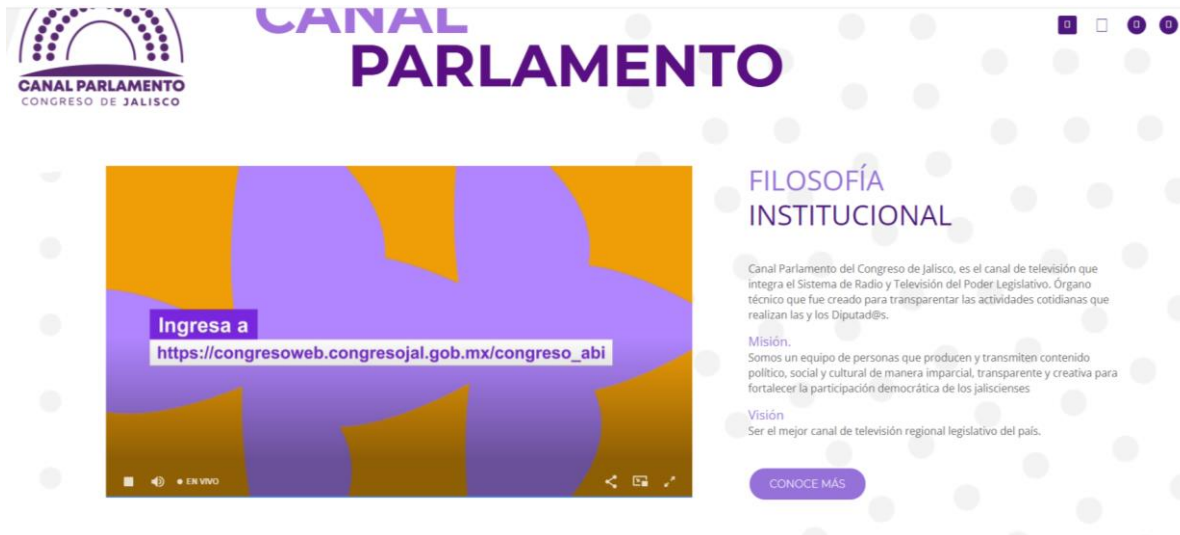 CANAL
PARLAMENTO
CANAL PARLAMENTO
CONGRESO DE JALISCO
Ingresa a
https://congresoweb.congresojal.gob.mx/congreso_abi
EN VIVO
FILOSOFÍA
INSTITUCIONAL
Canal Parlamento del Congreso de Jalisco, es el canal de televisión que
integra el Sistema de Radio y Televisión del Poder Legislativo. Órgano
técnico que fue creado para transparentar las actividades cotidianas que
realizan las y los Diputad@s.
Misión.
Somos un equipo de personas que producen y transmiten contenido
político, social y cultural de manera imparcial, transparente y creativa para
fortalecer la participación democrática de los jaliscienses
Visión
Ser el mejor canal de televisión regional legislativo del país.
CONOCE MÁS